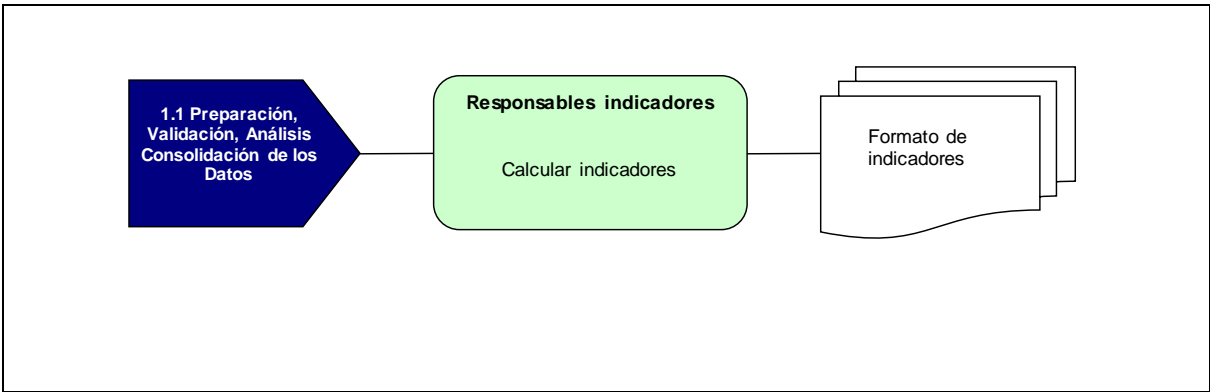 1.1 Preparación,
Validación, Análisis
Consolidación de los
Datos
Responsables indicadores
Calcular indicadores
Formato de
indicadores